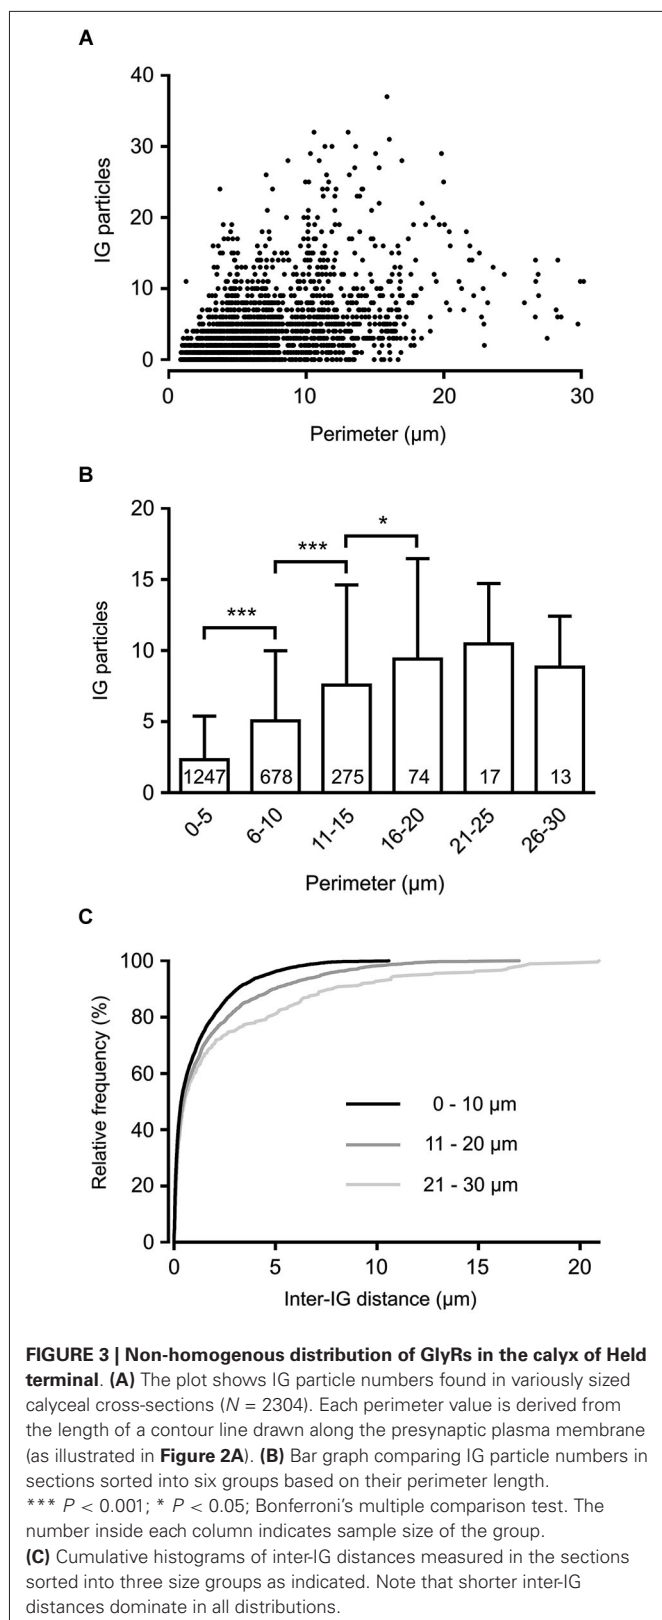 A
40
30
20
10
0
IG particles
0 10 20 30
Perimeter (µm)
B
20
15
10
5
0
IG particles
*** *** *
1247 678 275 74 17 13
0-5 6-10 11-15 16-20 21-25 26-30
Perimeter (µm)
C
100
80
60
40
20
0
Relative frequency (%)
0 - 10 µm
11 - 20 µm
21 - 30 µm
0 5 10 15 20
Inter-IG distance (µm)
FIGURE 3 | Non-homogenous distribution of GlyRs in the calyx of Held
terminal. (A) The plot shows IG particle numbers found in variously sized
calyceal cross-sections (N = 2304). Each perimeter value is derived from
the length of a contour line drawn along the presynaptic plasma membrane
(as illustrated in Figure 2A). (B) Bar graph comparing IG particle numbers in
sections sorted into six groups based on their perimeter length.
*** P < 0.001; * P < 0.05; Bonferroni's multiple comparison test. The
number inside each column indicates sample size of the group.
(C) Cumulative histograms of inter-IG distances measured in the sections
sorted into three size groups as indicated. Note that shorter inter-IG
distances dominate in all distributions.